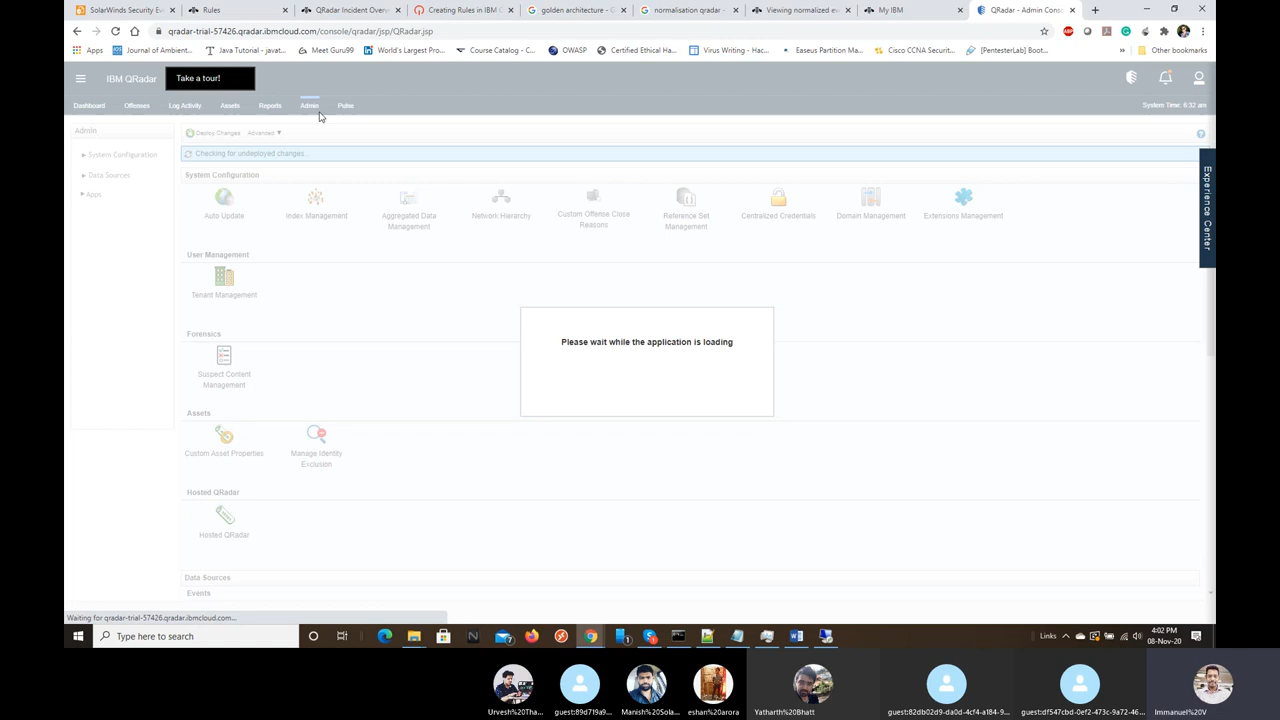 SolarWinds Security Ev
Rules
QRadar Incident Overv
Creating Rules in IBM C
golden architecture - G
normalisation qradar -
Viewing normalized ev
My IBM
QRadar - Admin Cons
qradar-trial-57426.qradar.ibmcloud.com/console/qradar/jsp/QRadar.jsp
Apps
Journal of Ambient...
Java Tutorial - javat...
Meet Guru99
World's Largest Pro...
Course Catalog - C...
OWASP
Certified Ethical Ha...
Virus Writing - Hac...
Easeus Partition Ma...
Cisco CCNA Securit...
[PentesterLab] Boot...
Other bookmarks
IBM QRadar
Take a tour!
Dashboard
Offenses
Log Activity
Assets
Reports
Admin
Pulse
System Time: 6:32 am
Admin
System Configuration
Data Sources
Apps
Deploy Changes
Advanced
Checking for undeployed changes...
System Configuration
Auto Update
Index Management
Aggregated Data
Management
Network Hierarchy
Custom Offense Close
Reasons
Reference Set
Management
Centralized Credentials
Domain Management
Extensions Management
Experience Center
User Management
Tenant Management
Forensics
Suspect Content
Management
Please wait while the application is loading
Assets
Custom Asset Properties
Manage Identity
Exclusion
Hosted QRadar
Hosted QRadar
Data Sources
Events
Waiting for qradar-trial-57426.qradar.ibmcloud.com...
Type here to search
Links
4:02 PM
08-Nov-20
Urvesh%20Tha...
guest:89d719a9...
Manish%20Sola...
eshan%20arora
Yatharth%20Bhatt
guest:82db02d9-da0d-4cf4-a184-9...
guest:df547cbd-0ef2-473c-9a72-46...
Immanuel%20V